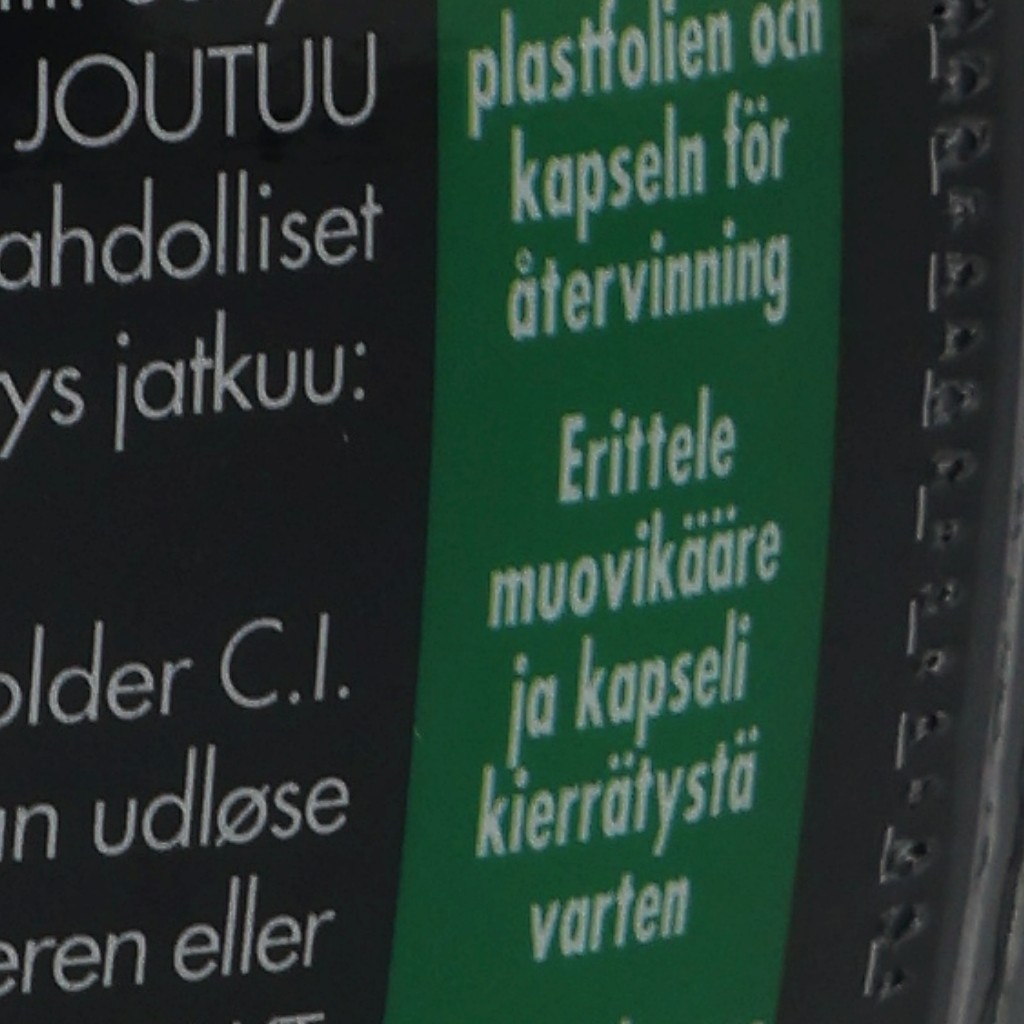 JOUTUU
ahdolliset
ys jatkuu:
older C.I.
n udløse
eren eller
plastfolien och
kapseln för
återvinning
Erittele
muovikääre
ja kapseli
kierrätystä
varten